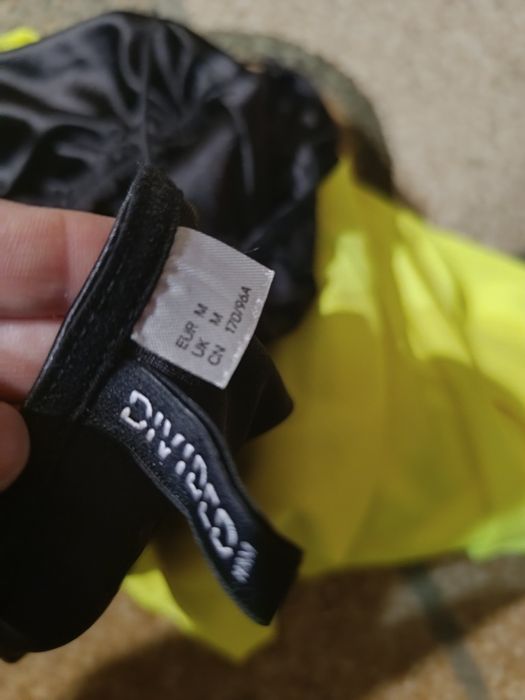 EUR M
UK M
CN 170/96A
DIVIDED
H&M